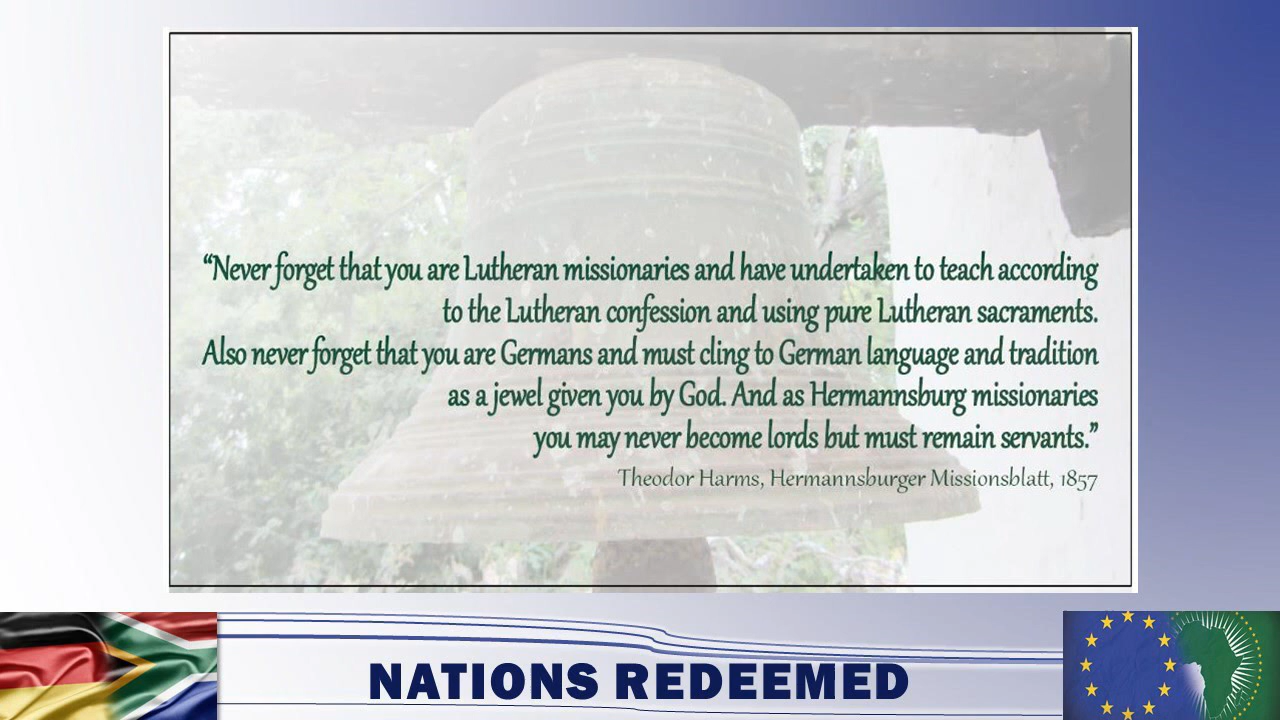 “Never forget that you are Lutheran missionaries and have undertaken to teach according
to the Lutheran confession and using pure Lutheran sacraments.
Also never forget that you are Germans and must cling to German language and tradition
as a jewel given you by God. And as Hermannsburg missionaries
you may never become lords but must remain servants.”
Theodor Harms, Hermannsburger Missionsblatt, 1857
NATIONS REDEEMED